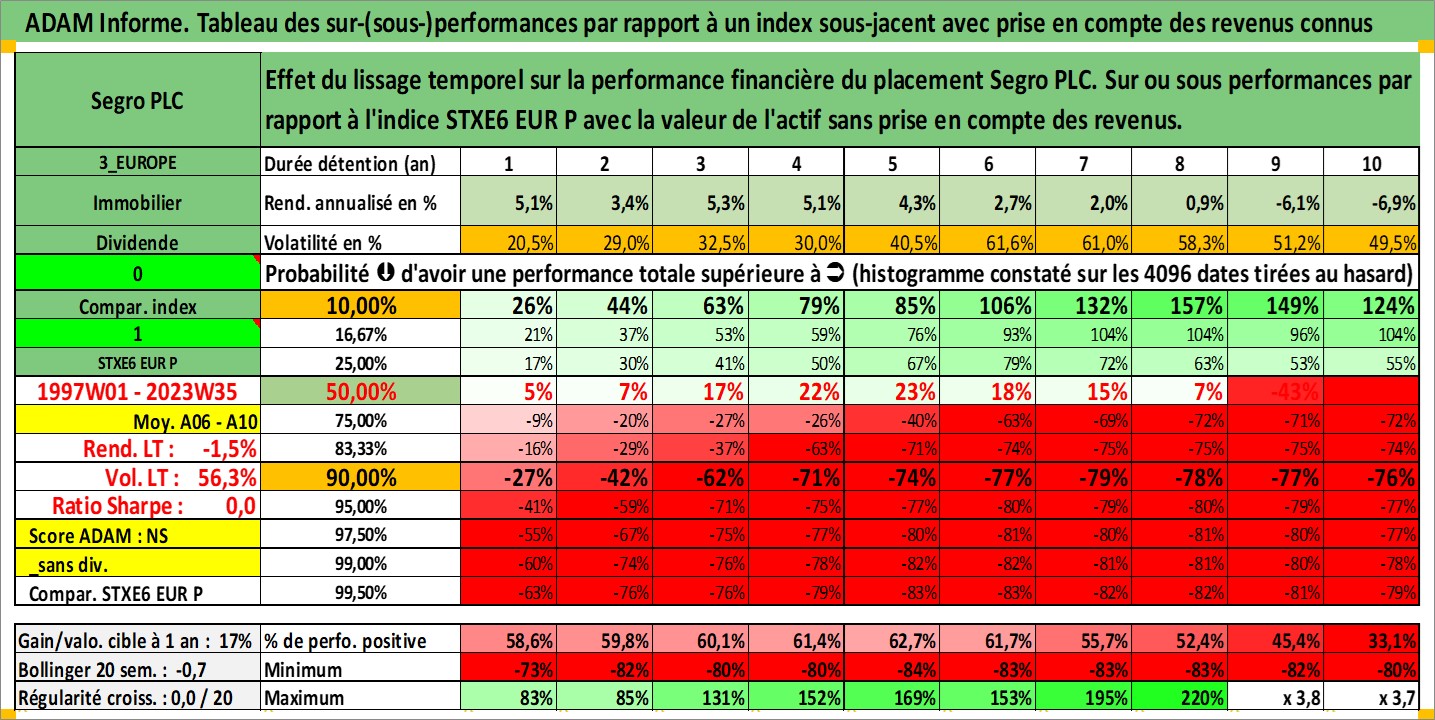 ADAM Informe. Tableau des sur-(sous-)performances par rapport à un index sous-jacent avec prise en compte des revenus connus
Segro PLC
Effet du lissage temporel sur la performance financière du placement Segro PLC. Sur ou sous performances par
rapport à l'indice STXE6 EUR P avec la valeur de l'actif sans prise en compte des revenus.
3_EUROPE Durée détention (an) 1 2 3 4 5 6 7 8 9 10
Immobilier Rend. annualisé en % 5,1% 3,4% 5,3% 5,1% 4,3% 2,7% 2,0% 0,9% -6,1% -6,9%
Dividende Volatilité en % 20,5% 29,0% 32,5% 30,0% 40,5% 61,6% 61,0% 58,3% 51,2% 49,5%
0 Probabilité d'avoir une performance totale supérieure à (histogramme constaté sur les 4096 dates tirées au hasard)
Compar. index 10,00% 26% 44% 63% 79% 85% 106% 132% 157% 149% 124%
1 16,67% 21% 37% 53% 59% 76% 93% 104% 104% 96% 104%
STXE6 EUR P 25,00% 17% 30% 41% 50% 67% 79% 72% 63% 53% 55%
1997W01 - 2023W35 50,00% 5% 7% 17% 22% 23% 18% 15% 7% -43%
Moy. A06 - A10 75,00% -9% -20% -27% -26% -40% -63% -69% -72% -71% -72%
Rend. LT : -1,5% 83,33% -16% -29% -37% -63% -71% -74% -75% -75% -75% -74%
Vol. LT : 56,3% 90,00% -27% -42% -62% -71% -74% -77% -79% -78% -77% -76%
Ratio Sharpe : 0,0 95,00% -41% -59% -71% -75% -77% -80% -79% -80% -79% -77%
Score ADAM : NS 97,50% -55% -67% -75% -77% -80% -81% -80% -81% -80% -77%
_sans div. 99,00% -60% -74% -76% -78% -82% -82% -81% -81% -80% -78%
Compar. STXE6 EUR P 99,50% -63% -76% -76% -79% -83% -83% -82% -82% -81% -79%
Gain/valo. cible à 1 an : 17% % de perfo. positive 58,6% 59,8% 60,1% 61,4% 62,7% 61,7% 55,7% 52,4% 45,4% 33,1%
Bollinger 20 sem. : -0,7 Minimum -73% -82% -80% -80% -84% -83% -83% -83% -82% -80%
Régularité croiss. : 0,0 / 20 Maximum 83% 85% 131% 152% 169% 153% 195% 220% x 3,8 x 3,7